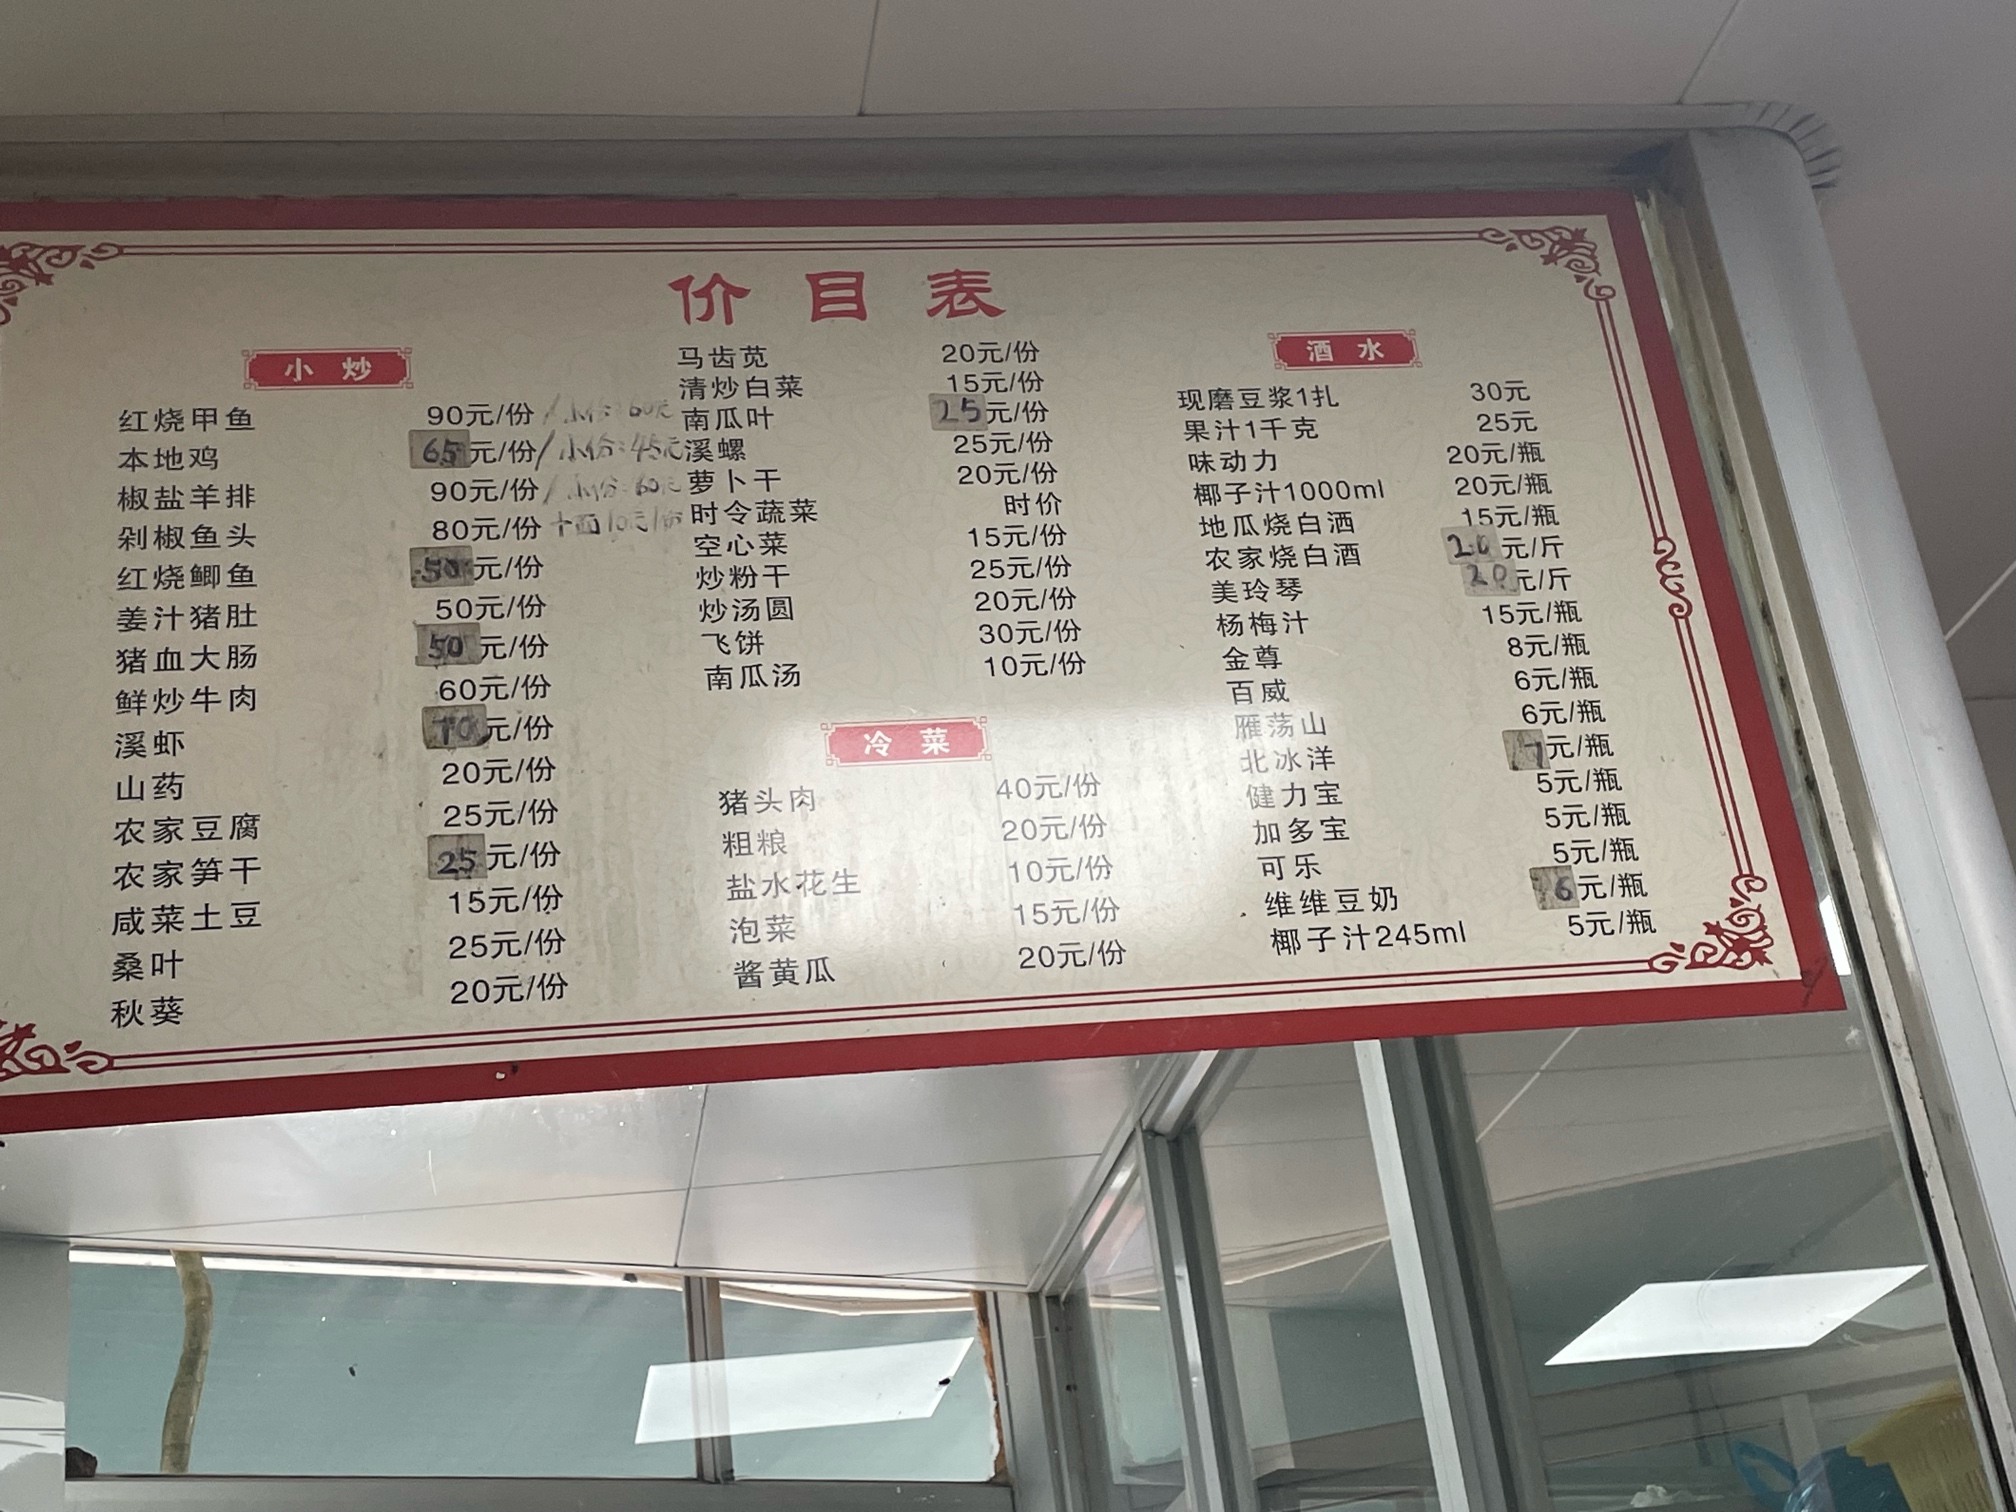 价目表
小炒
红烧甲鱼 90元/份 /小份:60元
本地鸡 65元/份 /小份:45元
椒盐羊排 90元/份 /小份:60元
剁椒鱼头 80元/份 十面10元/份
红烧鲫鱼 50元/份
姜汁猪肚 50元/份
猪血大肠 50元/份
鲜炒牛肉 60元/份
溪虾 70元/份
山药 20元/份
农家豆腐 25元/份
农家笋干 25元/份
咸菜土豆 15元/份
桑叶 25元/份
秋葵 20元/份
马齿苋 20元/份
清炒白菜 15元/份
南瓜叶 25元/份
溪螺 25元/份
萝卜干 20元/份
时令蔬菜 时价
空心菜 15元/份
炒粉干 25元/份
炒汤圆 20元/份
飞饼 30元/份
南瓜汤 10元/份
冷菜
猪头肉 40元/份
粗粮 20元/份
盐水花生 10元/份
泡菜 15元/份
酱黄瓜 20元/份
酒水
现磨豆浆1扎 30元
果汁1千克 25元
味动力 20元/瓶
椰子汁1000ml 20元/瓶
地瓜烧白洒 15元/瓶
农家烧白酒 20元/斤
美玲琴 20元/斤
杨梅汁 15元/瓶
金尊 8元/瓶
百威 6元/瓶
雁荡山 6元/瓶
北冰洋 7元/瓶
健力宝 5元/瓶
加多宝 5元/瓶
可乐 5元/瓶
维维豆奶 6元/瓶
椰子汁245ml 5元/瓶